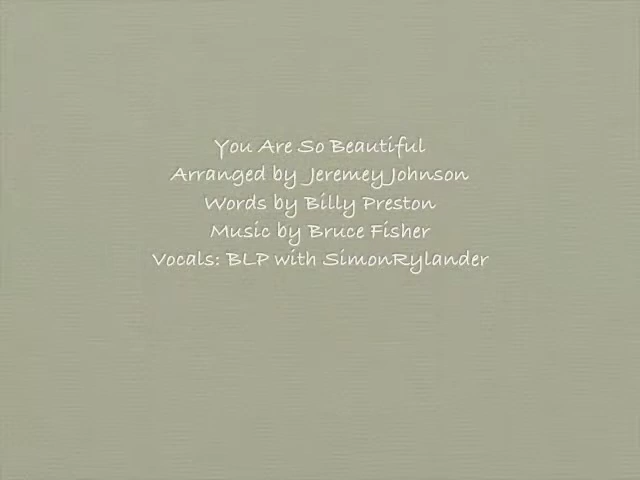 You Are So Beautiful
Arranged by Jeremey Johnson
Words by Billy Preston
Music by Bruce Fisher
Vocals: BLP with SimonRylander